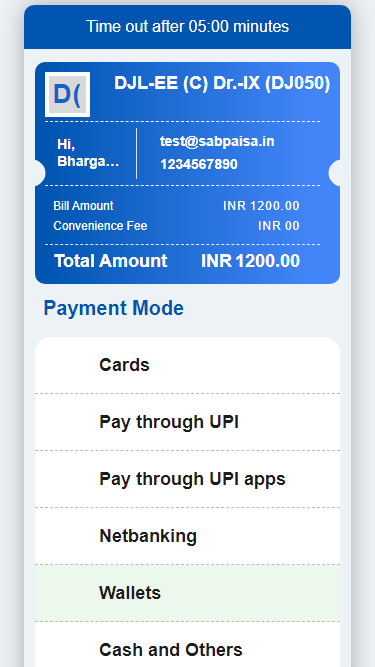 Time out after 05:00 minutes
D(
DJL-EE (C) Dr.-IX (DJ050)
Hi,
Bharga...
test@sabpaisa.in
1234567890
Bill Amount INR 1200.00
Convenience Fee INR 00
Total Amount INR 1200.00
Payment Mode
Cards
Pay through UPI
Pay through UPI apps
Netbanking
Wallets
Cash and Others